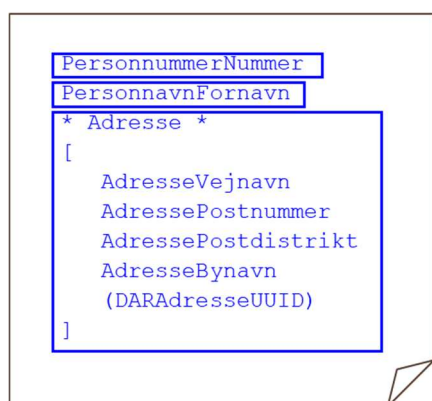 PersonnummerNummer
PersonnavnFornavn
* Adresse *
[
AdresseVejnavn
AdressePostnummer
AdressePostdistrikt
AdresseBynavn
(DARAdresseUUID)
]